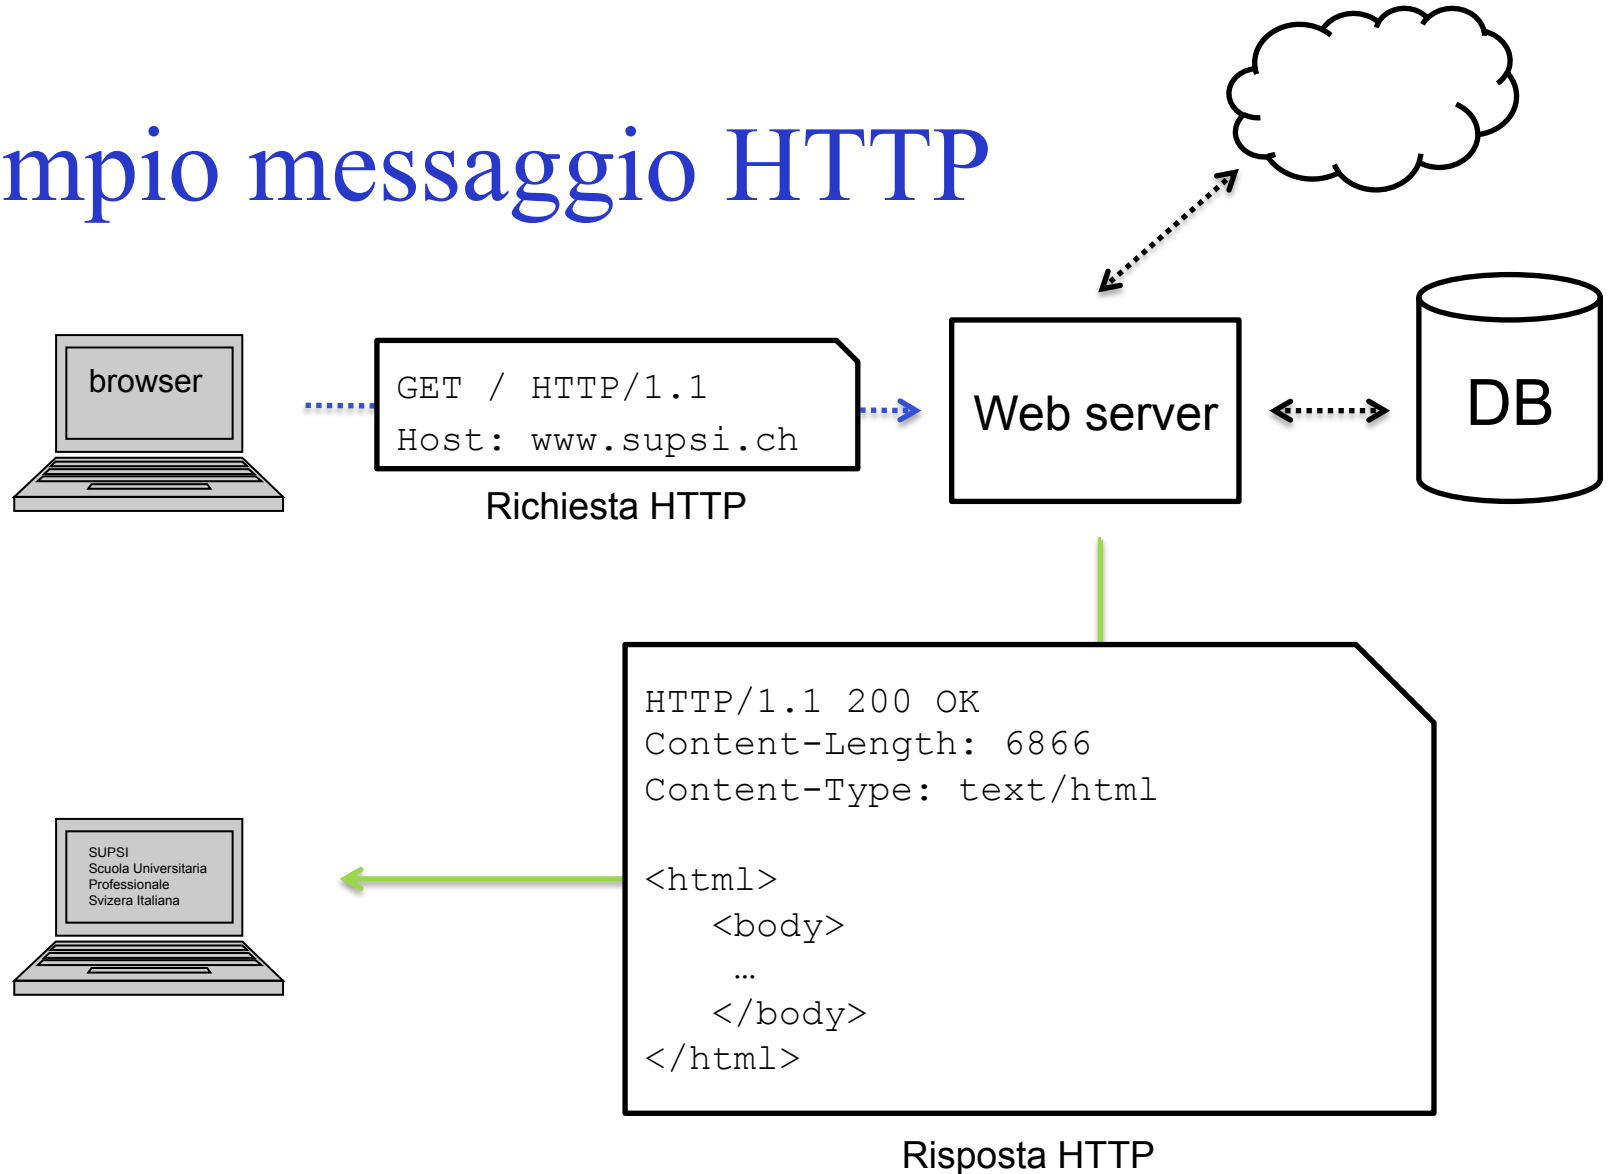 mpio messaggio HTTP
browser
GET / HTTP/1.1
Host: www.supsi.ch
Richiesta HTTP
Web server
DB
HTTP/1.1 200 OK
Content-Length: 6866
Content-Type: text/html
<html>
<body>
…
</body>
</html>
Risposta HTTP
SUPSI
Scuola Universitaria
Professionale
Svizera Italiana